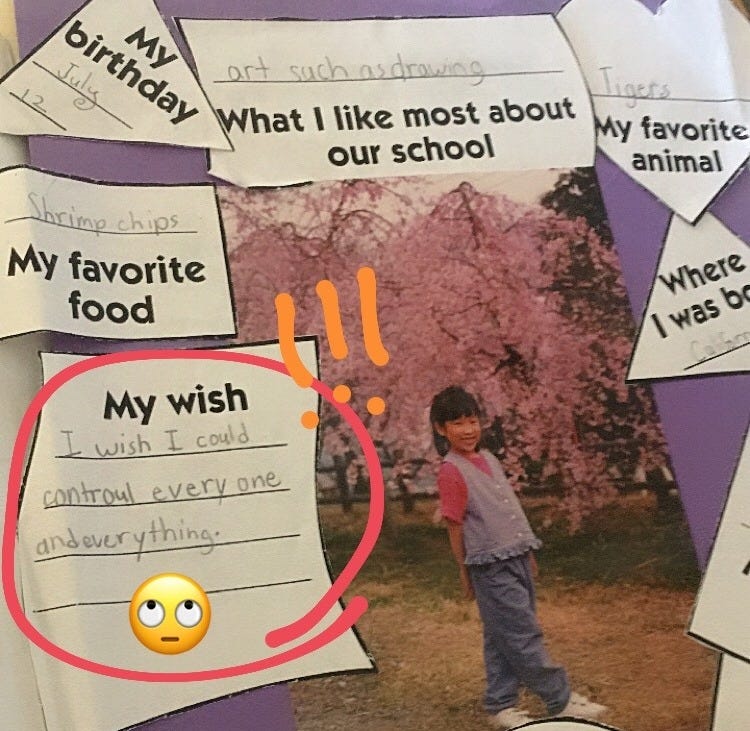 My
birthday
July
12
art such as drawing
What I like most about
our school
Tigers
My favorite
animal
Shrimp chips
My favorite
food
Where
I was
My wish
I wish I could
controul every one
and everything.